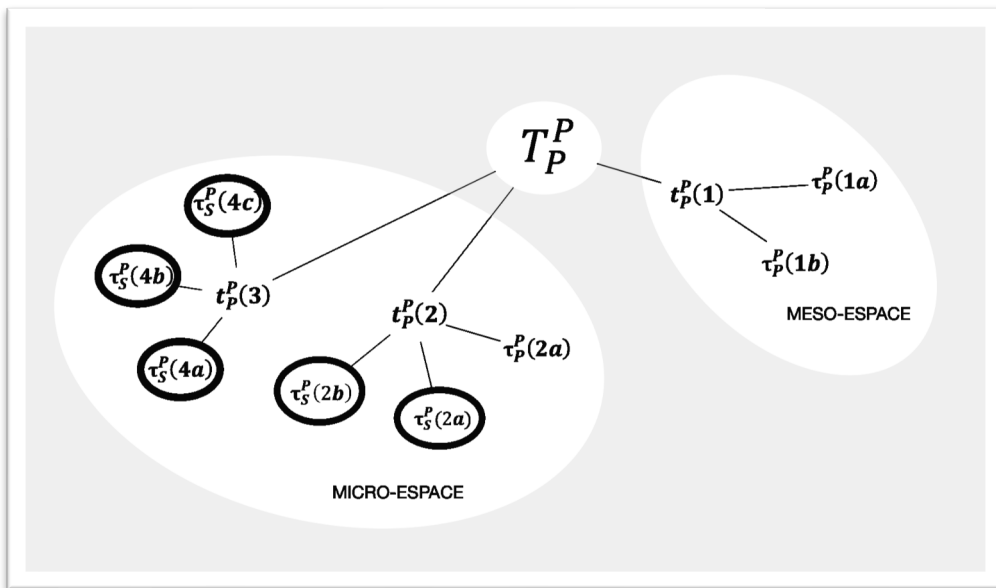 T_P^P
τ_S^P(4c)
t_P^P(1)
τ_P^P(1a)
τ_S^P(4b)
t_P^P(3)
τ_P^P(1b)
t_P^P(2)
MESO-ESPACE
τ_P^P(2a)
τ_S^P(4a)
τ_S^P(2b)
τ_S^P(2a)
MICRO-ESPACE